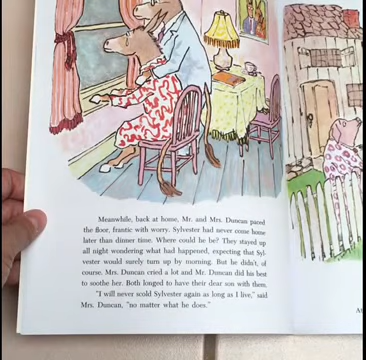 Meanwhile, back at home, Mr. and Mrs. Duncan paced
the floor, frantic with worry. Sylvester had never come home
later than dinner time. Where could he be? They stayed up
all night wondering what had happened, expecting that Syl-
vester would surely turn up by morning. But he didn't, of
course. Mrs. Duncan cried a lot and Mr. Duncan did his best
to soothe her. Both longed to have their dear son with them.
"I will never scold Sylvester again as long as I live," said
Mrs. Duncan, "no matter what he does."